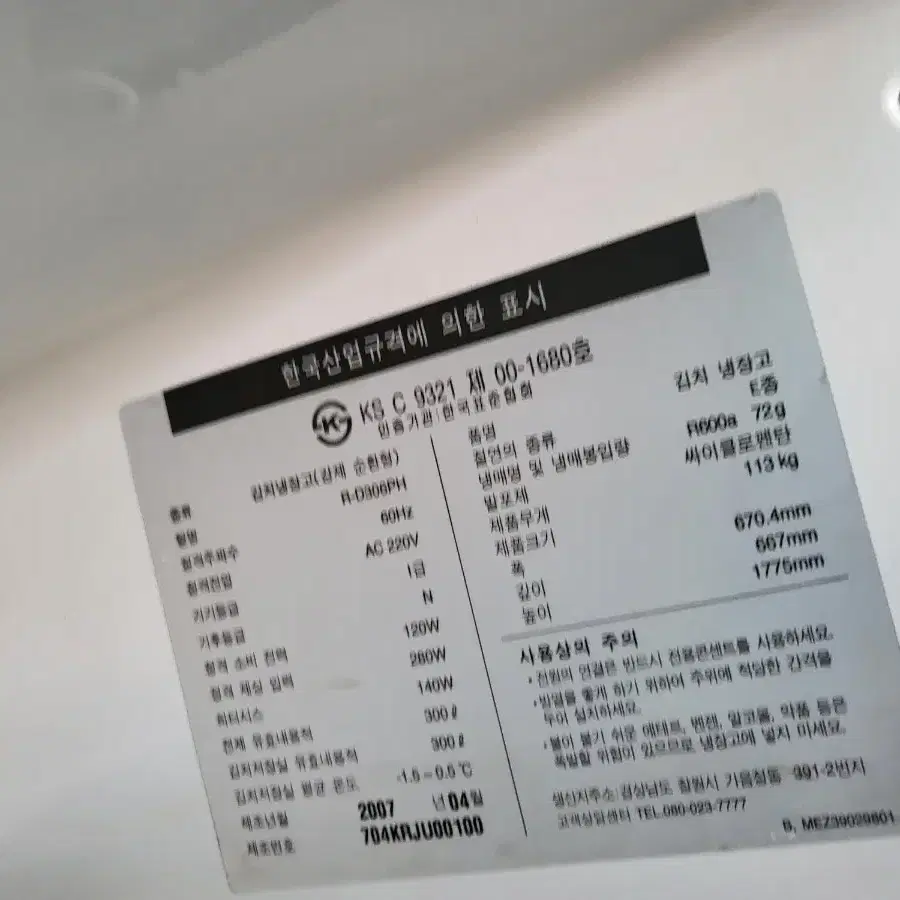 한국산업규격에 의한 표시
KS C 9321 제 00-1680호
인증기관:한국표준협회
종류 김치냉장고(강제 순환형)
형명 R-D306PH
정격주파수 60Hz
정격전압 AC 220V
기기등급 1급
기후등급 N
정격 소비 전력 120W
정격 제상 입력 260W
히터시스 140W
전체 유효내용적 300ℓ
김치저장실 유효내용적 300ℓ
김치저장실 평균 온도 -1.5~0.5℃
제조년월 2007 년 04월
제조번호 704KRJU00100
품명 김치 냉장고
절연의 종류 E종
냉매명 및 냉매봉입량 R600a 72g
발포제 싸이클로펜탄
제품무게 113 kg
제품크기
폭 670.4mm
깊이 667mm
높이 1775mm
사용상의 주의
• 전원의 연결은 반드시 전용콘센트를 사용하세요.
• 방열을 좋게 하기 위하여 주위에 적당한 간격을
두어 설치하세요.
• 불이 붙기 쉬운 에테르, 벤젠, 알코올, 약품 등은
폭발할 위험이 있으므로 냉장고에 넣지 마세요.
생산지주소:경상남도 창원시 가음정동 391-2번지
고객상담센터 TEL.080-023-7777
B, MEZ39029801